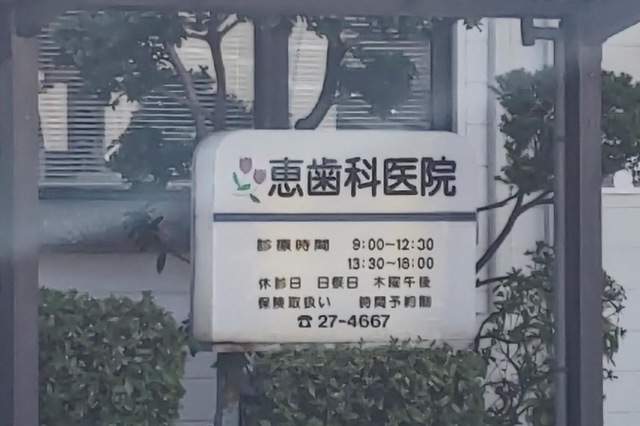 恵歯科医院
診療時間 9:00~12:30
13:30~18:00
休診日 日祭日 木曜午後
保険取扱い 時間予約制
☎27-4667